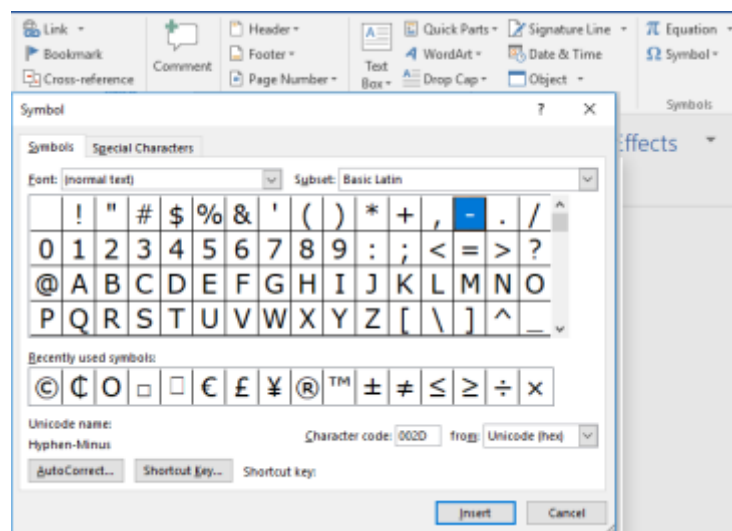 Link Header Quick Parts Signature Line π Equation
Bookmark Footer WordArt Date & Time Ω Symbol
Cross-reference Comment Page Number Text Box Drop Cap Object
Symbols
Symbol ? ×
Effects
Symbols Special Characters
Font: (normal text) Subset: Basic Latin
! " # $ % & ' ( ) * + , - . /
0 1 2 3 4 5 6 7 8 9 : ; < = > ?
@ A B C D E F G H I J K L M N O
P Q R S T U V W X Y Z [ \ ] ^ _
Recently used symbols:
© ₵ O □ € £ ¥ ® ™ ± ≠ ≤ ≥ ÷ ×
Unicode name:
Hyphen-Minus
Character code: 002D from: Unicode (hex)
AutoCorrect... Shortcut Key... Shortcut key:
Insert Cancel